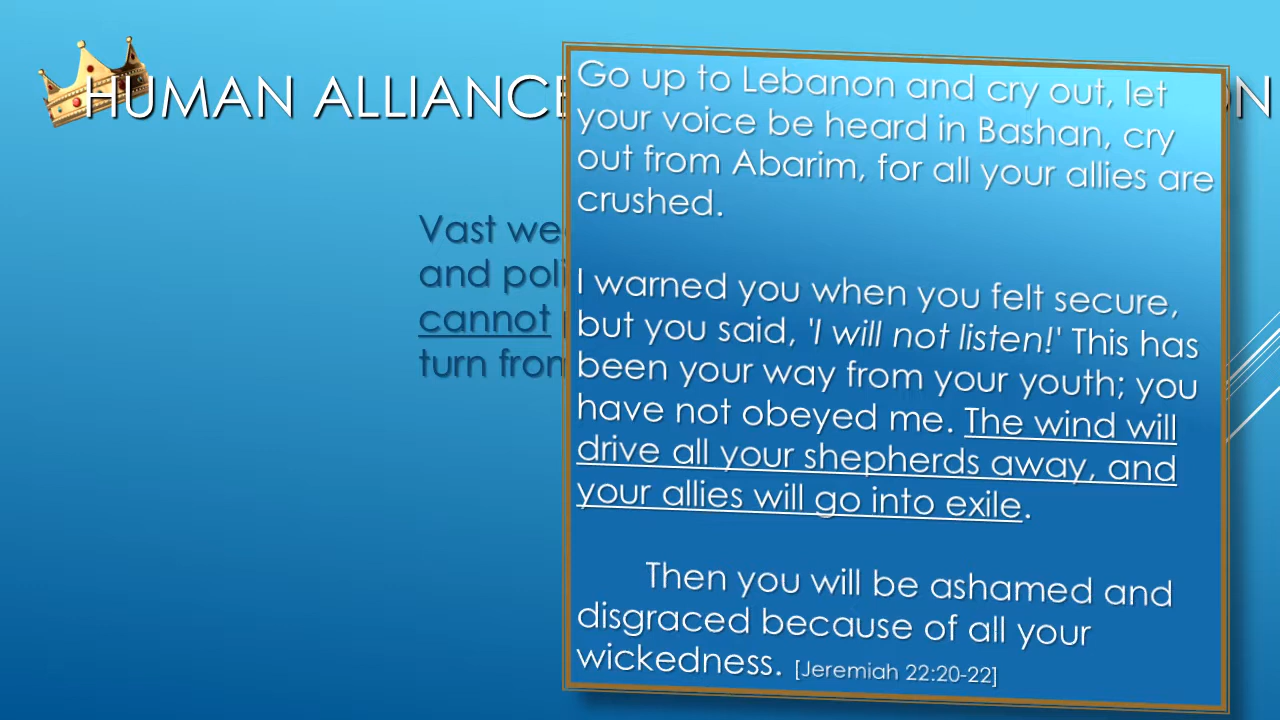 HUMAN ALLIANCE
Vast
and
cannot
turn from
Go up to Lebanon and cry out, let
your voice be heard in Bashan, cry
out from Abarim, for all your allies are
crushed.
I warned you when you felt secure,
but you said, 'I will not listen!' This has
been your way from your youth; you
have not obeyed me. The wind will
drive all your shepherds away, and
your allies will go into exile.
Then you will be ashamed and
disgraced because of all your
wickedness. [Jeremiah 22:20-22]